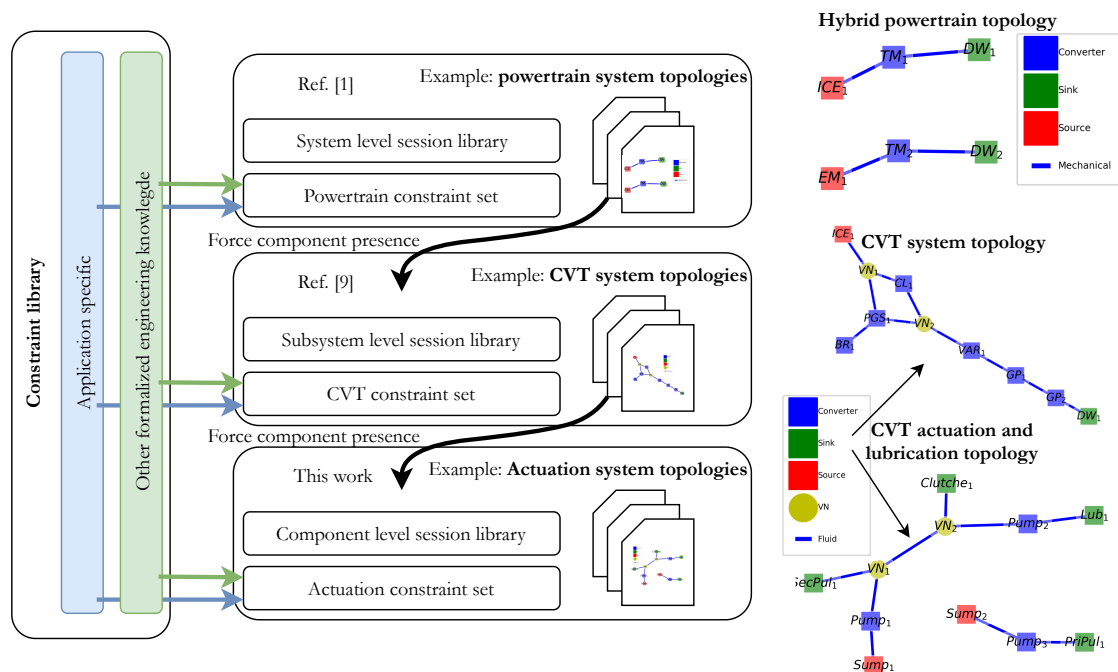 Constraint library
Application specific
Other formalized engineering knowlegde
Ref. [1]
Example: powertrain system topologies
System level session library
Powertrain constraint set
Force component presence
Ref. [9]
Example: CVT system topologies
Subsystem level session library
CVT constraint set
Force component presence
This work
Example: Actuation system topologies
Component level session library
Actuation constraint set
Hybrid powertrain topology
ICE1
TM1
DW1
EM1
TM2
DW2
Converter
Sink
Source
Mechanical
CVT system topology
ICE1
VN1
CL1
PGS1
VN2
BR1
VAR1
GP1
GP2
DW1
Converter
Sink
Source
VN
Fluid
CVT actuation and
lubrication topology
Clutche1
VN2
Pump2
Lub1
VN1
SecPul1
Pump1
Sump1
Sump2
Pump3
PriPul1